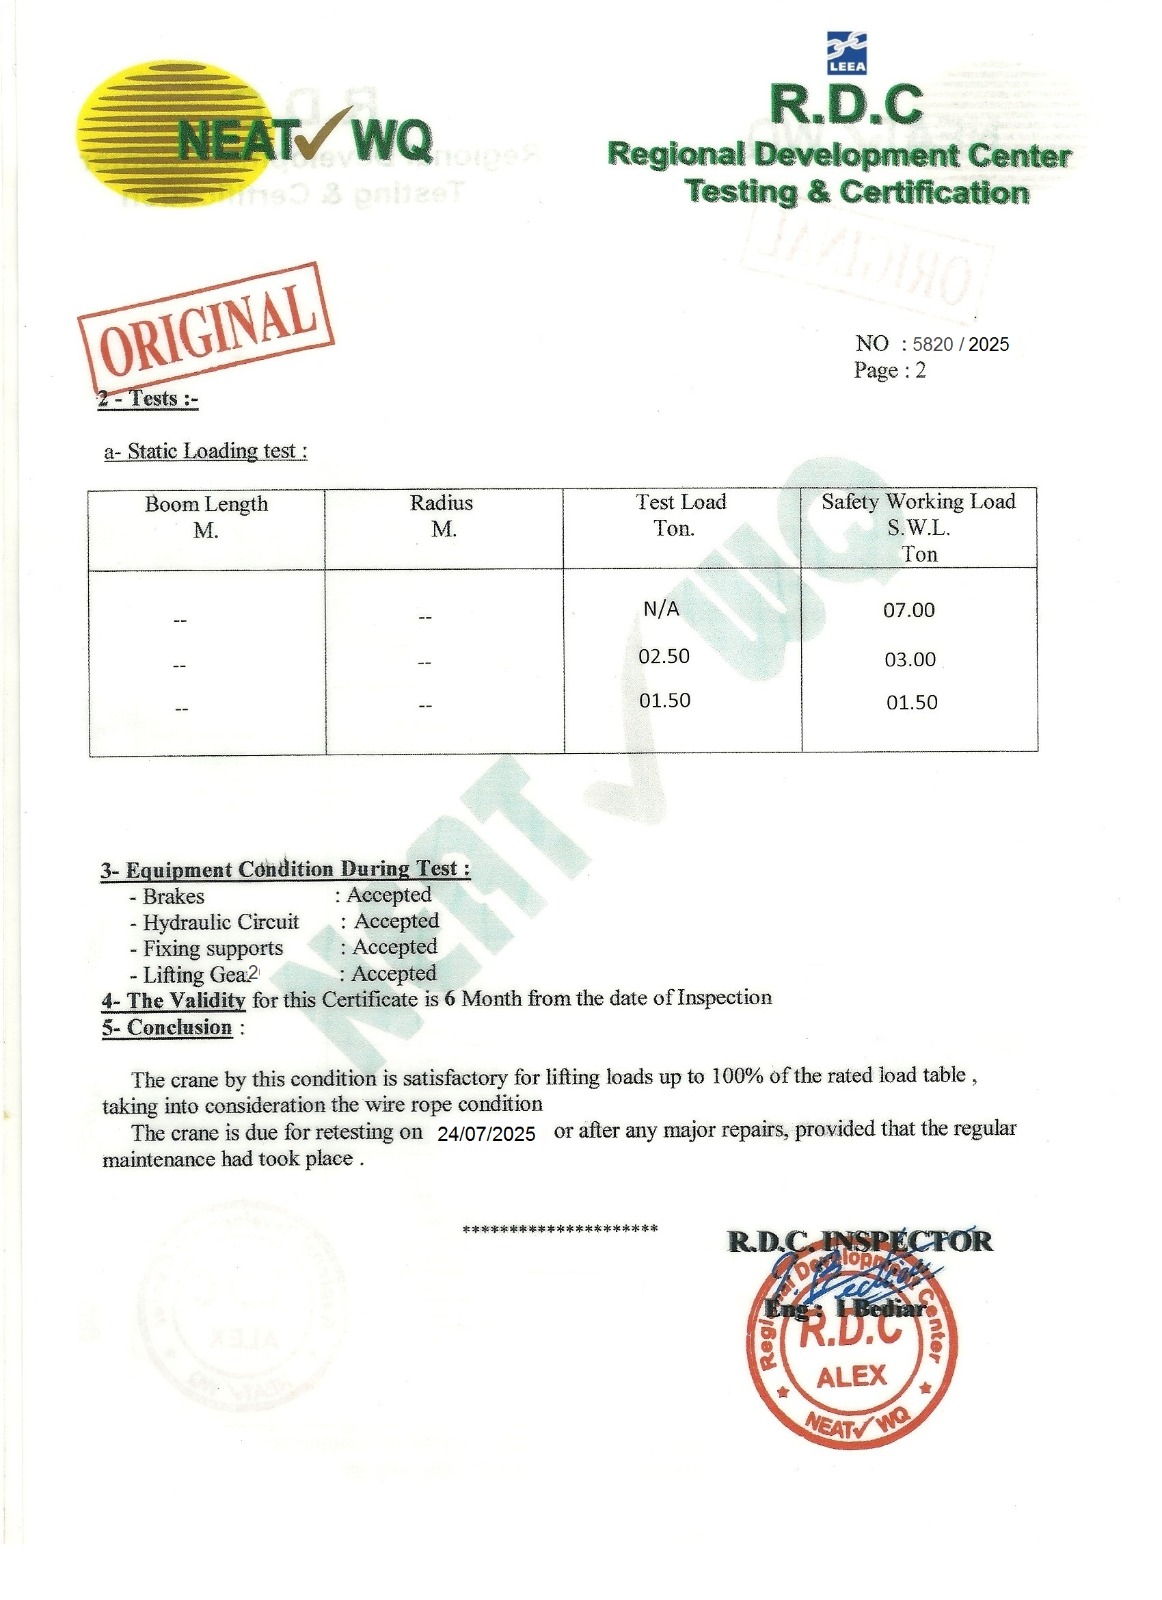 LEEA
NEAT WQ
R.D.C
Regional Development Center
Testing & Certification
ORIGINAL
NO : 5820 / 2025
Page : 2
2 - Tests :-
a- Static Loading test :
Boom Length M. Radius M. Test Load Ton. Safety Working Load S.W.L. Ton
-- -- N/A 07.00
-- -- 02.50 03.00
-- -- 01.50 01.50
NEAT WQ
3- Equipment Condition During Test :
- Brakes : Accepted
- Hydraulic Circuit : Accepted
- Fixing supports : Accepted
- Lifting Gea2 : Accepted
4- The Validity for this Certificate is 6 Month from the date of Inspection
5- Conclusion :
The crane by this condition is satisfactory for lifting loads up to 100% of the rated load table ,
taking into consideration the wire rope condition
The crane is due for retesting on 24/07/2025 or after any major repairs, provided that the regular
maintenance had took place .
*********************
R.D.C. INSPECTOR
Eng : I Bediar
Regional Development Center
R.D.C
ALEX
NEAT WQ